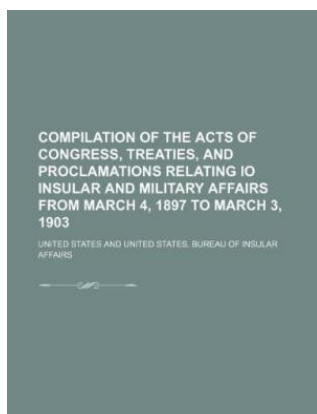 COMPILATION OF THE ACTS OF
CONGRESS, TREATIES, AND
PROCLAMATIONS RELATING IO
INSULAR AND MILITARY AFFAIRS
FROM MARCH 4, 1897 TO MARCH 3,
1903
UNITED STATES AND UNITED STATES. BUREAU OF INSULAR
AFFAIRS